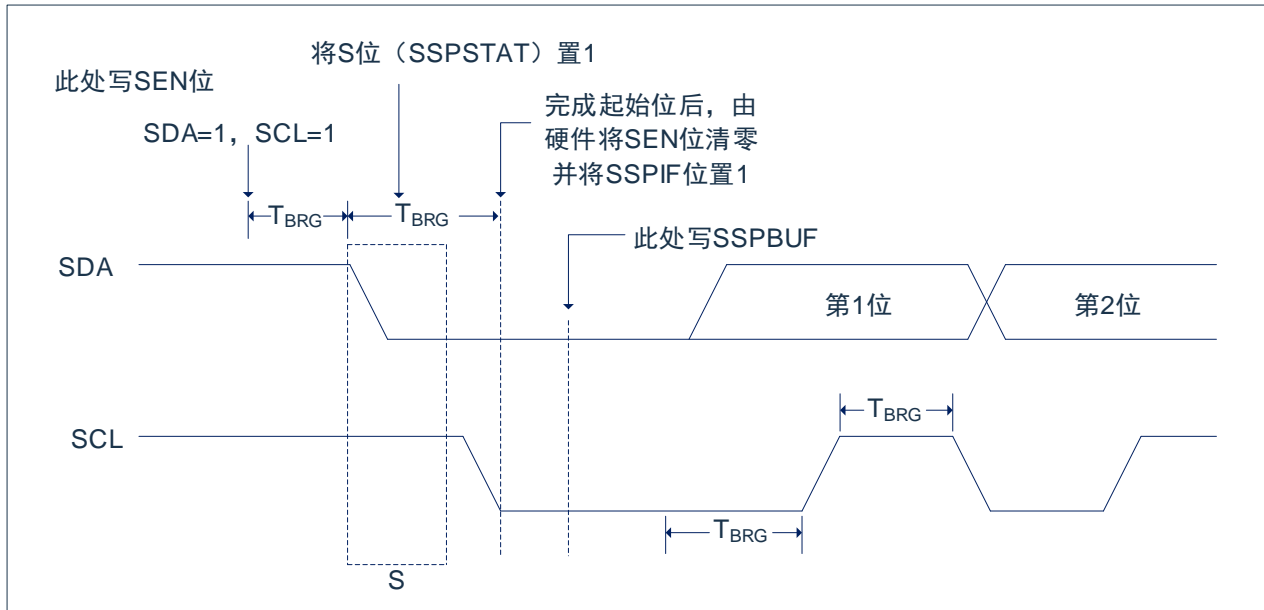 将S位（SSPSTAT）置1
此处写SEN位
SDA=1，SCL=1
完成起始位后，由
硬件将SEN位清零
并将SSPIF位置1
TBRG
TBRG
此处写SSPBUF
SDA
第1位
第2位
TBRG
SCL
TBRG
S